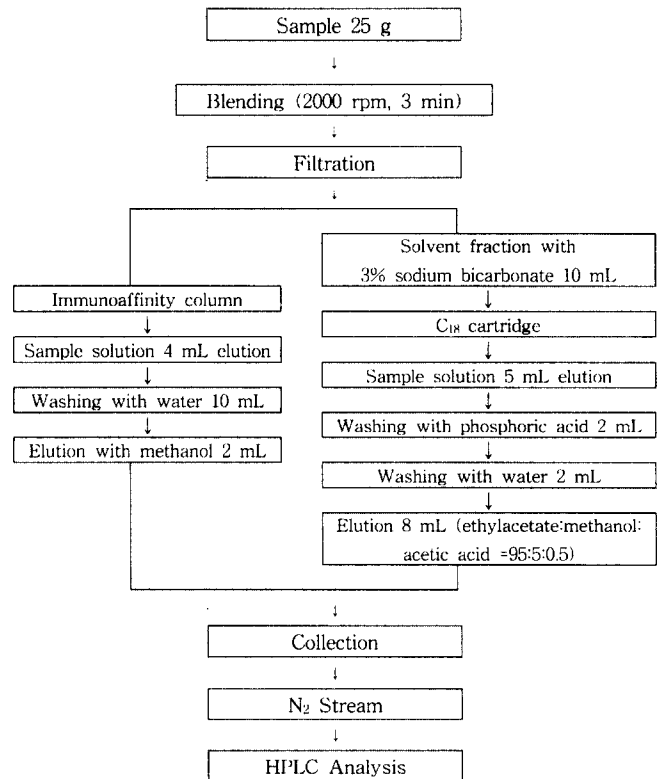 Sample 25 g
↓
Blending (2000 rpm, 3 min)
↓
Filtration
↓
Immunoaffinity column
↓
Sample solution 4 mL elution
↓
Washing with water 10 mL
↓
Elution with methanol 2 mL
Solvent fraction with
3% sodium bicarbonate 10 mL
↓
C₁₈ cartridge
↓
Sample solution 5 mL elution
↓
Washing with phosphoric acid 2 mL
↓
Washing with water 2 mL
↓
Elution 8 mL (ethylacetate:methanol:
acetic acid =95:5:0.5)
↓
Collection
↓
N₂ Stream
↓
HPLC Analysis